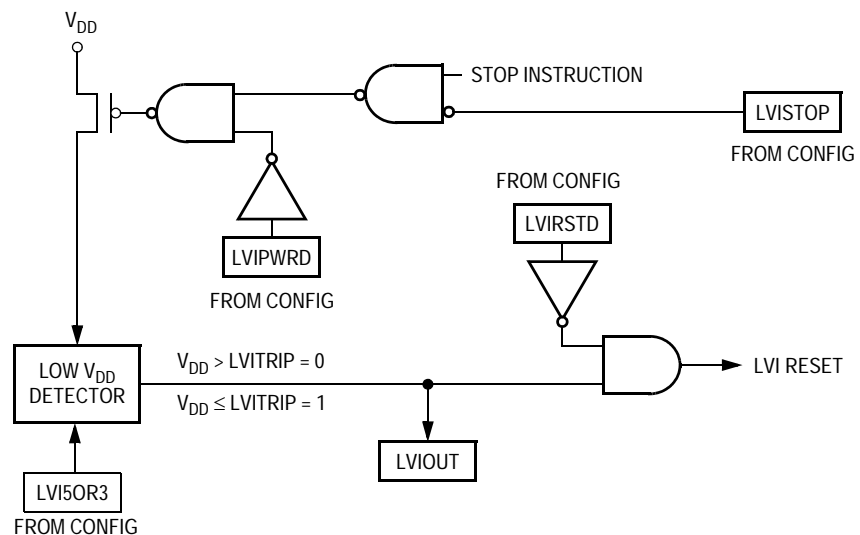 VDD
STOP INSTRUCTION
LVISTOP
FROM CONFIG
FROM CONFIG
LVIRSTD
LVIPWRD
FROM CONFIG
LOW VDD
DETECTOR
VDD > LVITRIP = 0
VDD ≤ LVITRIP = 1
LVI RESET
LVIOUT
LVI5OR3
FROM CONFIG